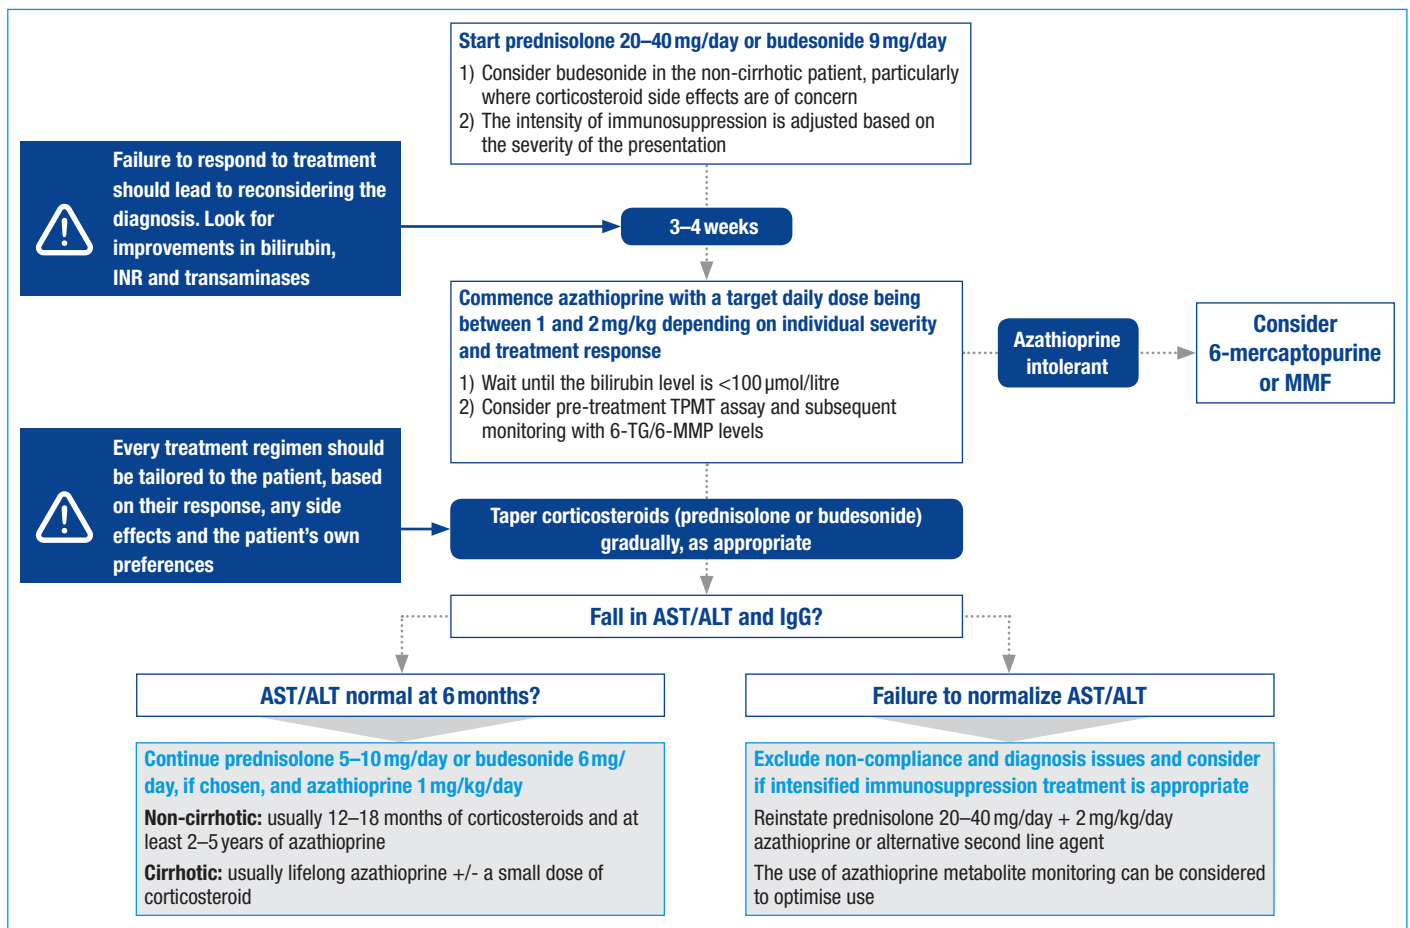 Start prednisolone 20–40 mg/day or budesonide 9 mg/day
1) Consider budesonide in the non-cirrhotic patient, particularly
where corticosteroid side effects are of concern
2) The intensity of immunosuppression is adjusted based on
the severity of the presentation
Failure to respond to treatment
should lead to reconsidering the
diagnosis. Look for
improvements in bilirubin,
INR and transaminases
3–4 weeks
Commence azathioprine with a target daily dose being
between 1 and 2 mg/kg depending on individual severity
and treatment response
1) Wait until the bilirubin level is <100 µmol/litre
2) Consider pre-treatment TPMT assay and subsequent
monitoring with 6-TG/6-MMP levels
Azathioprine
intolerant
Consider
6-mercaptopurine
or MMF
Every treatment regimen should
be tailored to the patient, based
on their response, any side
effects and the patient’s own
preferences
Taper corticosteroids (prednisolone or budesonide)
gradually, as appropriate
Fall in AST/ALT and IgG?
AST/ALT normal at 6 months?
Continue prednisolone 5–10 mg/day or budesonide 6 mg/
day, if chosen, and azathioprine 1 mg/kg/day
Non-cirrhotic: usually 12–18 months of corticosteroids and at
least 2–5 years of azathioprine
Cirrhotic: usually lifelong azathioprine +/- a small dose of
corticosteroid
Failure to normalize AST/ALT
Exclude non-compliance and diagnosis issues and consider
if intensified immunosuppression treatment is appropriate
Reinstate prednisolone 20–40 mg/day + 2 mg/kg/day
azathioprine or alternative second line agent
The use of azathioprine metabolite monitoring can be considered
to optimise use